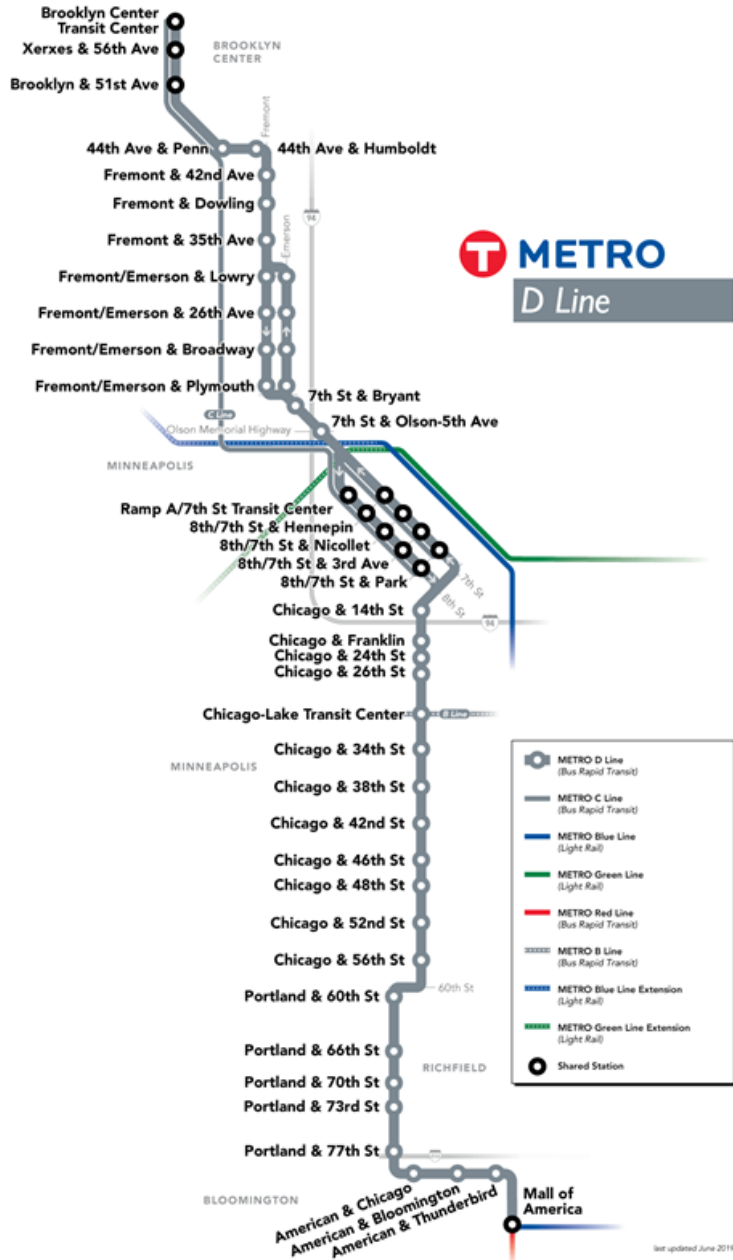 Brooklyn Center
Transit Center
Xerxes & 56th Ave
BROOKLYN
CENTER
Brooklyn & 51st Ave
Fremont
44th Ave & Penn
44th Ave & Humboldt
Fremont & 42nd Ave
Fremont & Dowling
94
Fremont & 35th Ave
Emerson
T METRO
D Line
Fremont/Emerson & Lowry
Fremont/Emerson & 26th Ave
Fremont/Emerson & Broadway
Fremont/Emerson & Plymouth
7th St & Bryant
C Line
7th St & Olson-5th Ave
Olson Memorial Highway
MINNEAPOLIS
Ramp A/7th St Transit Center
8th/7th St & Hennepin
8th/7th St & Nicollet
8th/7th St & 3rd Ave
8th/7th St & Park
7th St
8th St
Chicago & 14th St
94
Chicago & Franklin
Chicago & 24th St
Chicago & 26th St
Chicago-Lake Transit Center
B Line
Chicago & 34th St
MINNEAPOLIS
Chicago & 38th St
Chicago & 42nd St
Chicago & 46th St
Chicago & 48th St
Chicago & 52nd St
Chicago & 56th St
60th St
Portland & 60th St
Portland & 66th St
RICHFIELD
Portland & 70th St
Portland & 73rd St
Portland & 77th St
American & Chicago
American & Bloomington
American & Thunderbird
BLOOMINGTON
Mall of
America
METRO D Line
(Bus Rapid Transit)
METRO C Line
(Bus Rapid Transit)
METRO Blue Line
(Light Rail)
METRO Green Line
(Light Rail)
METRO Red Line
(Bus Rapid Transit)
METRO B Line
(Bus Rapid Transit)
METRO Blue Line Extension
(Light Rail)
METRO Green Line Extension
(Light Rail)
Shared Station
last updated June 2019